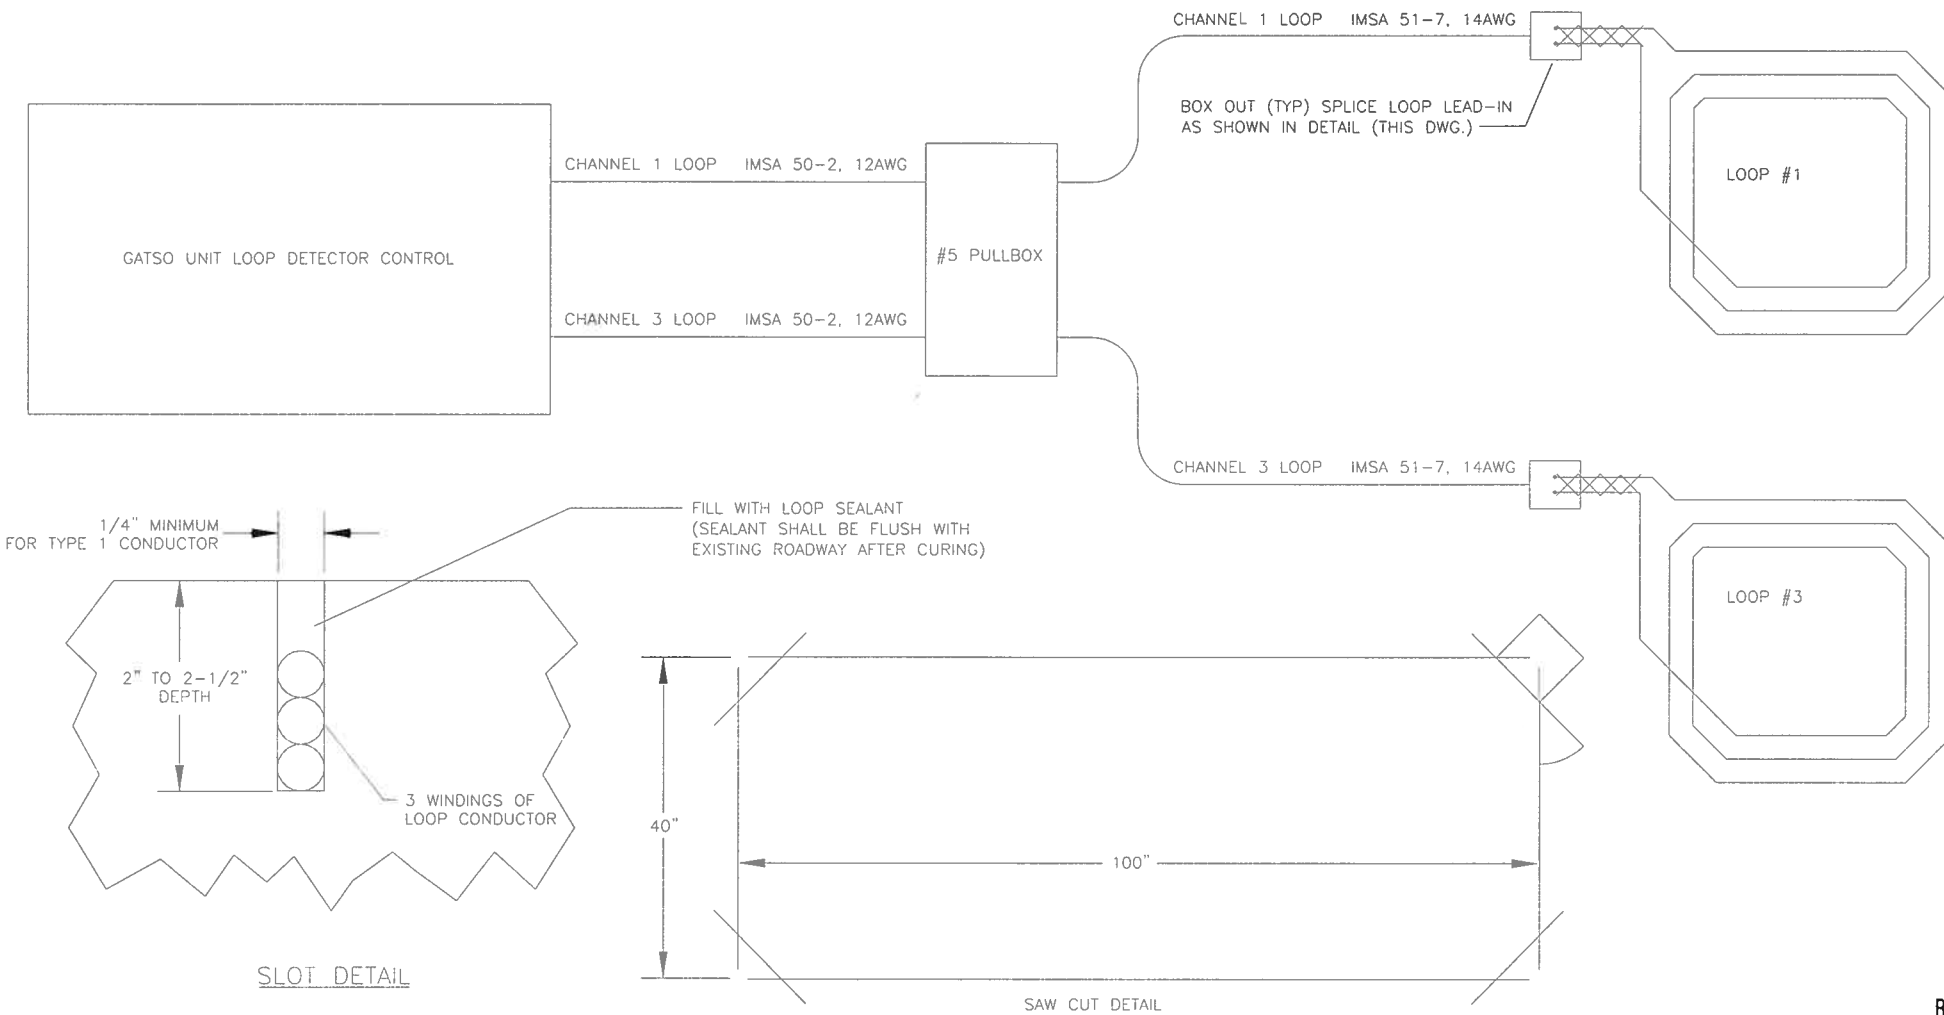 CHANNEL 1 LOOP IMSA 51-7, 14AWG
BOX OUT (TYP) SPLICE LOOP LEAD-IN
AS SHOWN IN DETAIL (THIS DWG.)
CHANNEL 1 LOOP IMSA 50-2, 12AWG
LOOP #1
GATSO UNIT LOOP DETECTOR CONTROL
#5 PULLBOX
CHANNEL 3 LOOP IMSA 50-2, 12AWG
CHANNEL 3 LOOP IMSA 51-7, 14AWG
LOOP #3
1/4" MINIMUM
FOR TYPE 1 CONDUCTOR
FILL WITH LOOP SEALANT
(SEALANT SHALL BE FLUSH WITH
EXISTING ROADWAY AFTER CURING)
2" TO 2-1/2"
DEPTH
3 WINDINGS OF
LOOP CONDUCTOR
40"
100"
SLOT DETAIL
SAW CUT DETAIL